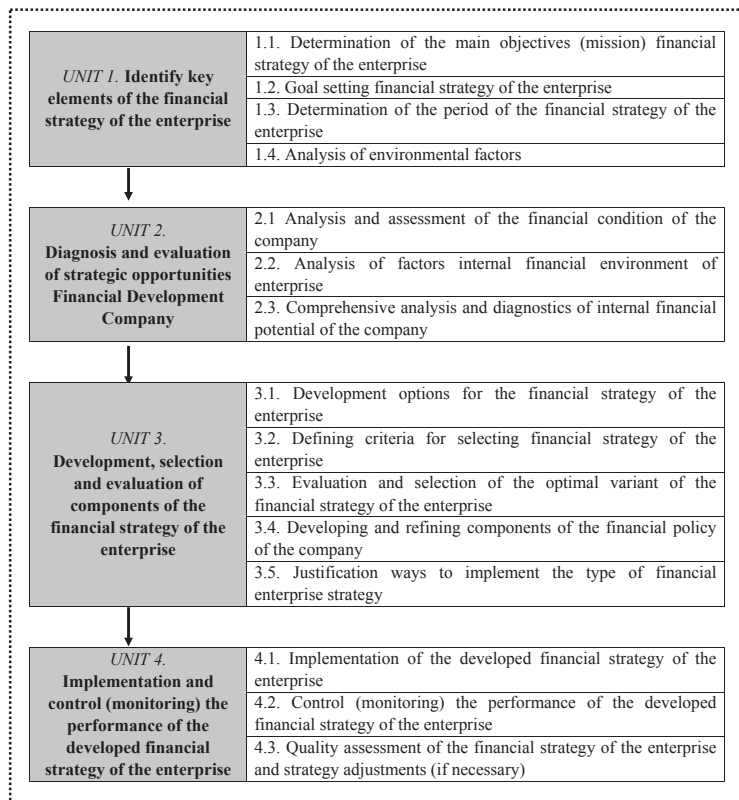 UNIT 1. Identify key
elements of the financial
strategy of the enterprise
1.1. Determination of the main objectives (mission) financial
strategy of the enterprise
1.2. Goal setting financial strategy of the enterprise
1.3. Determination of the period of the financial strategy of the
enterprise
1.4. Analysis of environmental factors
UNIT 2.
Diagnosis and evaluation
of strategic opportunities
Financial Development
Company
2.1 Analysis and assessment of the financial condition of the
company
2.2. Analysis of factors internal financial environment of
enterprise
2.3. Comprehensive analysis and diagnostics of internal financial
potential of the company
UNIT 3.
Development, selection
and evaluation of
components of the
financial strategy of the
enterprise
3.1. Development options for the financial strategy of the
enterprise
3.2. Defining criteria for selecting financial strategy of the
enterprise
3.3. Evaluation and selection of the optimal variant of the
financial strategy of the enterprise
3.4. Developing and refining components of the financial policy
of the company
3.5. Justification ways to implement the type of financial
enterprise strategy
UNIT 4.
Implementation and
control (monitoring) the
performance of the
developed financial
strategy of the enterprise
4.1. Implementation of the developed financial strategy of the
enterprise
4.2. Control (monitoring) the performance of the developed
financial strategy of the enterprise
4.3. Quality assessment of the financial strategy of the enterprise
and strategy adjustments (if necessary)